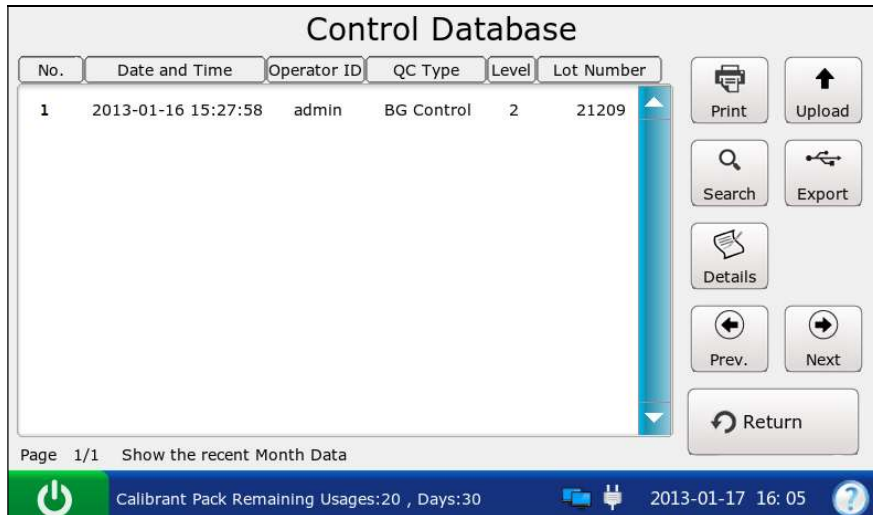 Control Database
No. Date and Time Operator ID QC Type Level Lot Number
1 2013-01-16 15:27:58 admin BG Control 2 21209
Print Upload
Search Export
Details
Prev. Next
Return
Page 1/1 Show the recent Month Data
Calibrant Pack Remaining Usages:20 , Days:30 2013-01-17 16: 05 ?